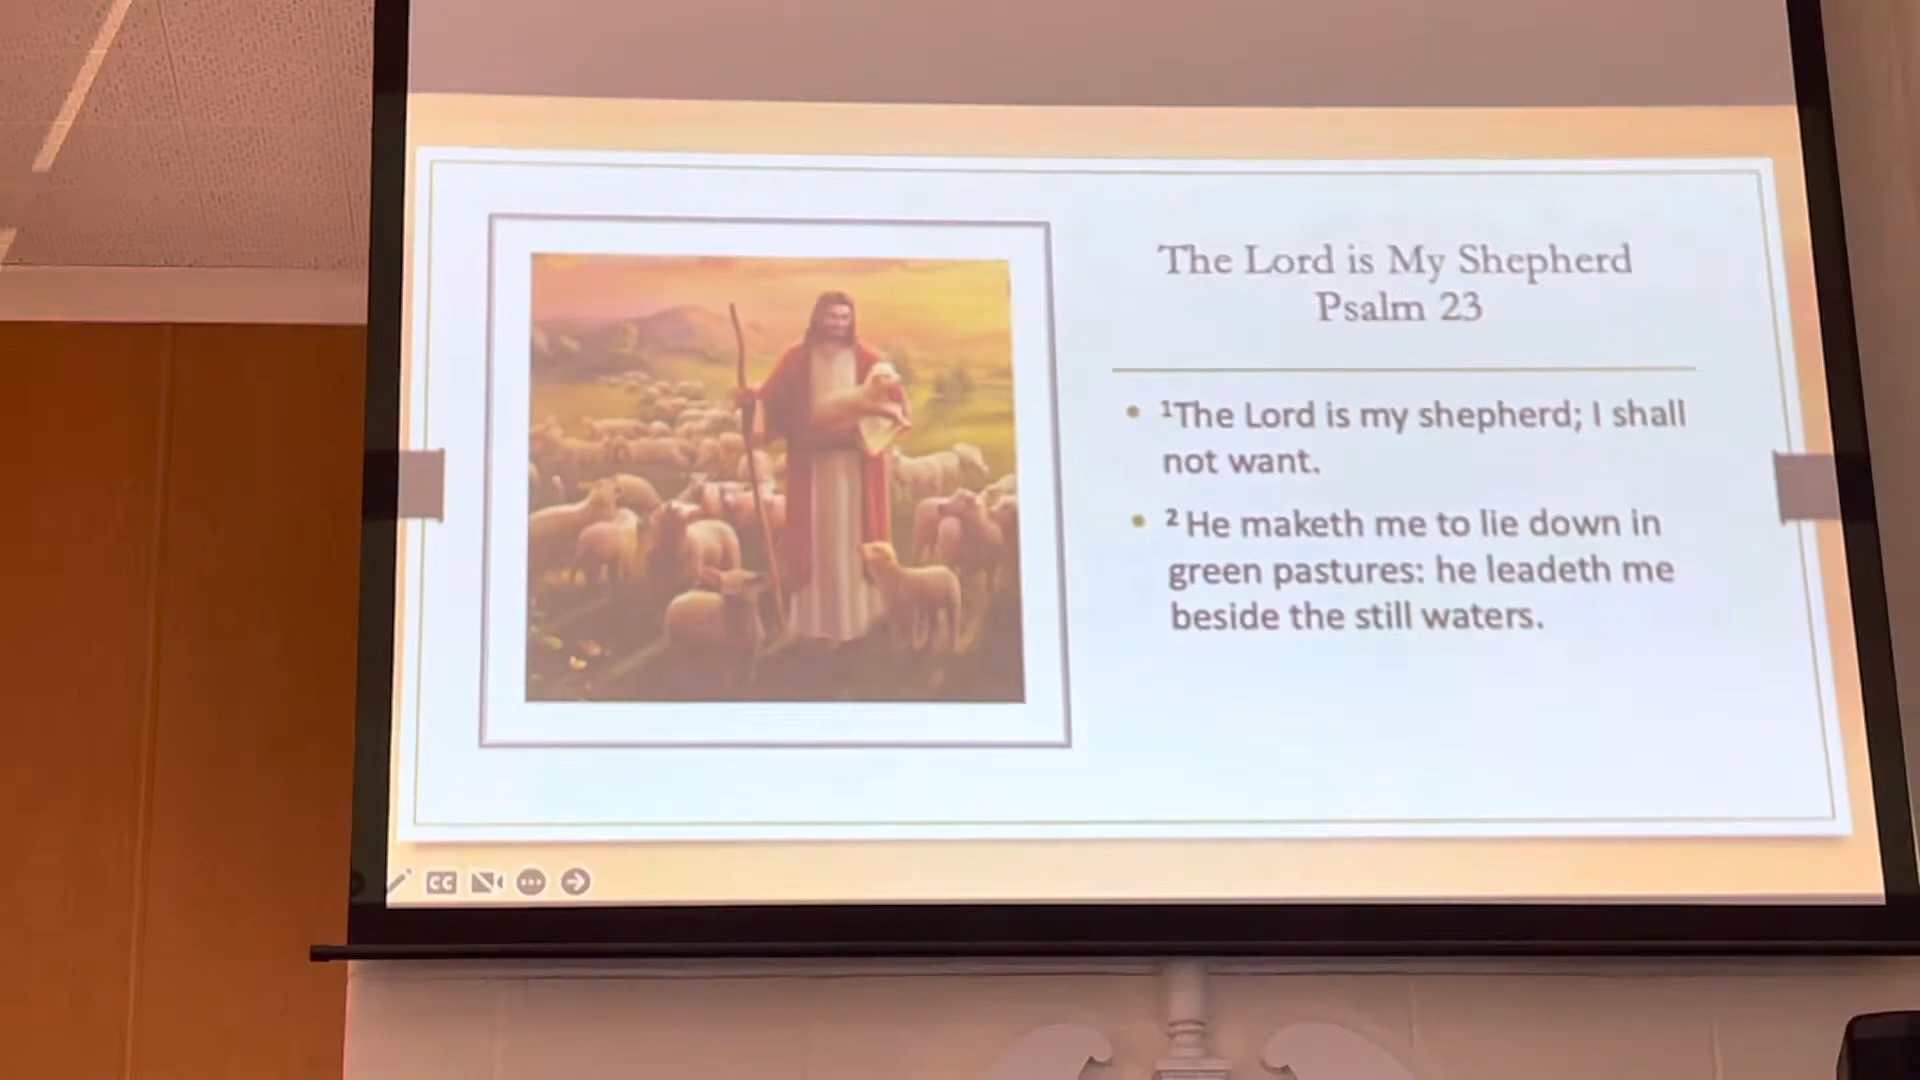 The Lord is My Shepherd
Psalm 23
• ¹The Lord is my shepherd; I shall
not want.
• ² He maketh me to lie down in
green pastures: he leadeth me
beside the still waters.
CC